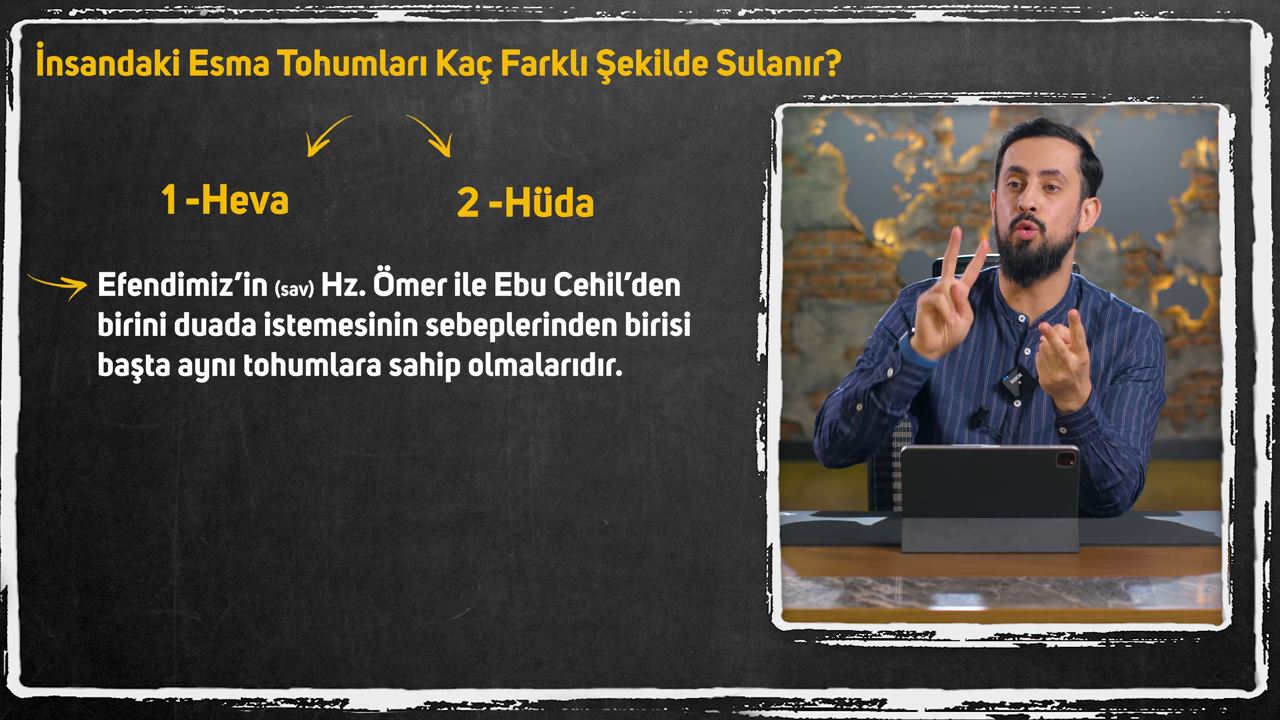 İnsandaki Esma Tohumları Kaç Farklı Şekilde Sulanır?
1 -Heva
2 -Hüda
Efendimiz’in (sav) Hz. Ömer ile Ebu Cehil’den
birini duada istemesinin sebeplerinden birisi
başta aynı tohumlara sahip olmalarıdır.